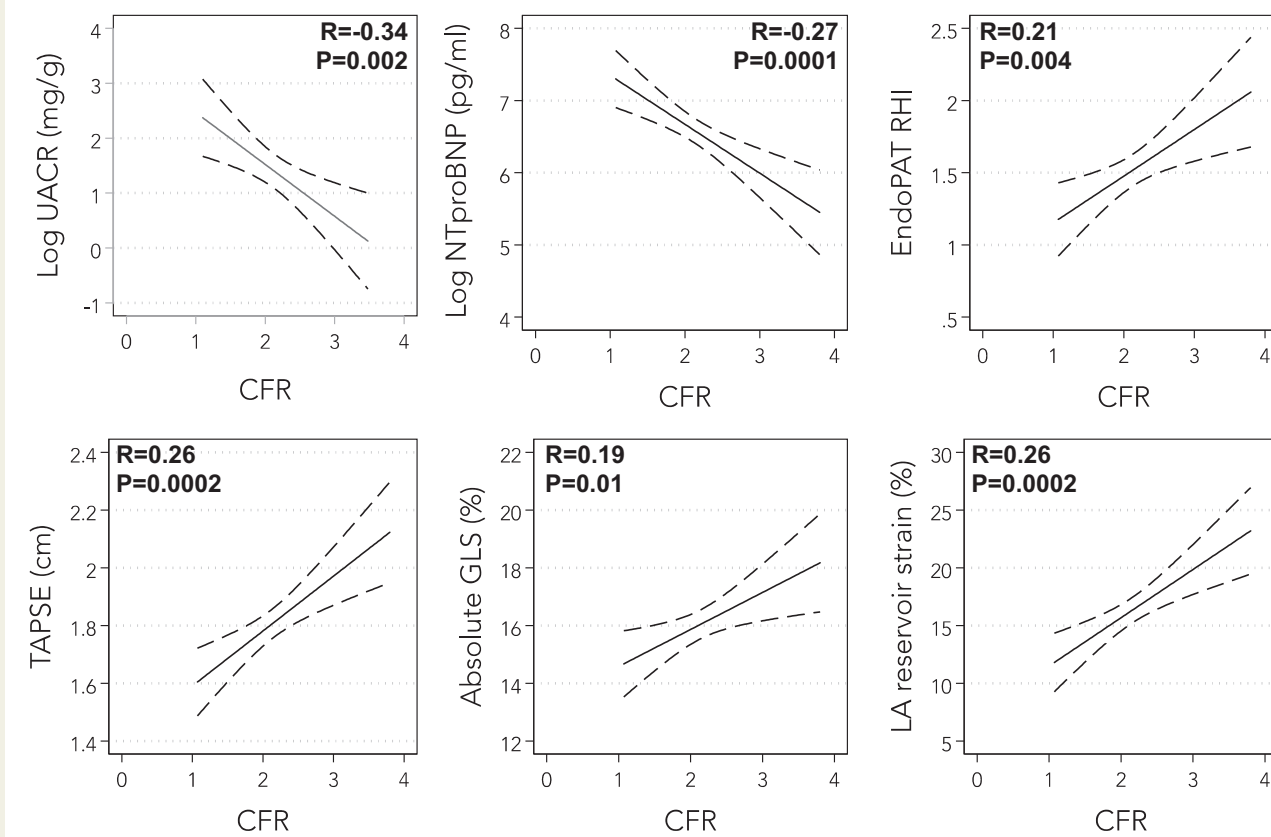 R=-0.34
P=0.002
Log UACR (mg/g)
4
3
2
1
0
-1
0 1 2 3 4
CFR
R=-0.27
P=0.0001
Log NTproBNP (pg/ml)
8
7
6
5
4
0 1 2 3 4
CFR
R=0.21
P=0.004
EndoPAT RHI
2.5
2
1.5
1
.5
0 1 2 3 4
CFR
R=0.26
P=0.0002
TAPSE (cm)
2.4
2.2
2
1.8
1.6
1.4
0 1 2 3 4
CFR
R=0.19
P=0.01
Absolute GLS (%)
22
20
18
16
14
12
0 1 2 3 4
CFR
R=0.26
P=0.0002
LA reservoir strain (%)
30
25
20
15
10
5
0 1 2 3 4
CFR